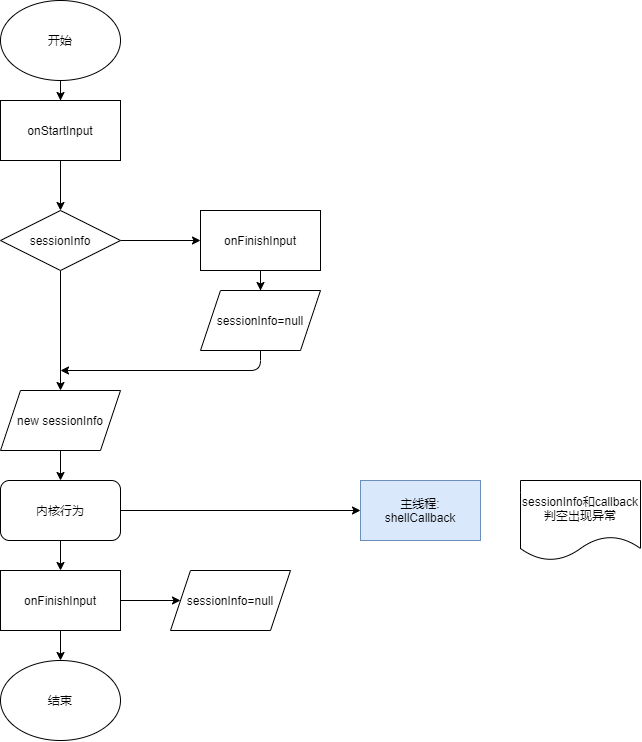 开始
onStartInput
sessionInfo
onFinishInput
sessionInfo=null
new sessionInfo
内核行为
主线程:
shellCallback
sessionInfo和callback
判空出现异常
onFinishInput
sessionInfo=null
结束